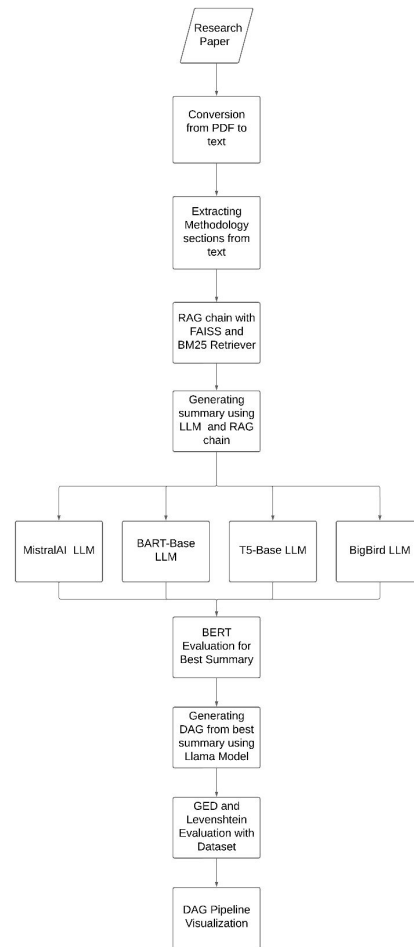 Research
Paper
Conversion
from PDF to
text
Extracting
Methodology
sections from
text
RAG chain with
FAISS and
BM25 Retriever
Generating
summary using
LLM and RAG
chain
MistralAI LLM
BART-Base
LLM
T5-Base LLM
BigBird LLM
BERT
Evaluation for
Best Summary
Generating
DAG from best
summary using
Llama Model
GED and
Levenshtein
Evaluation with
Dataset
DAG Pipeline
Visualization